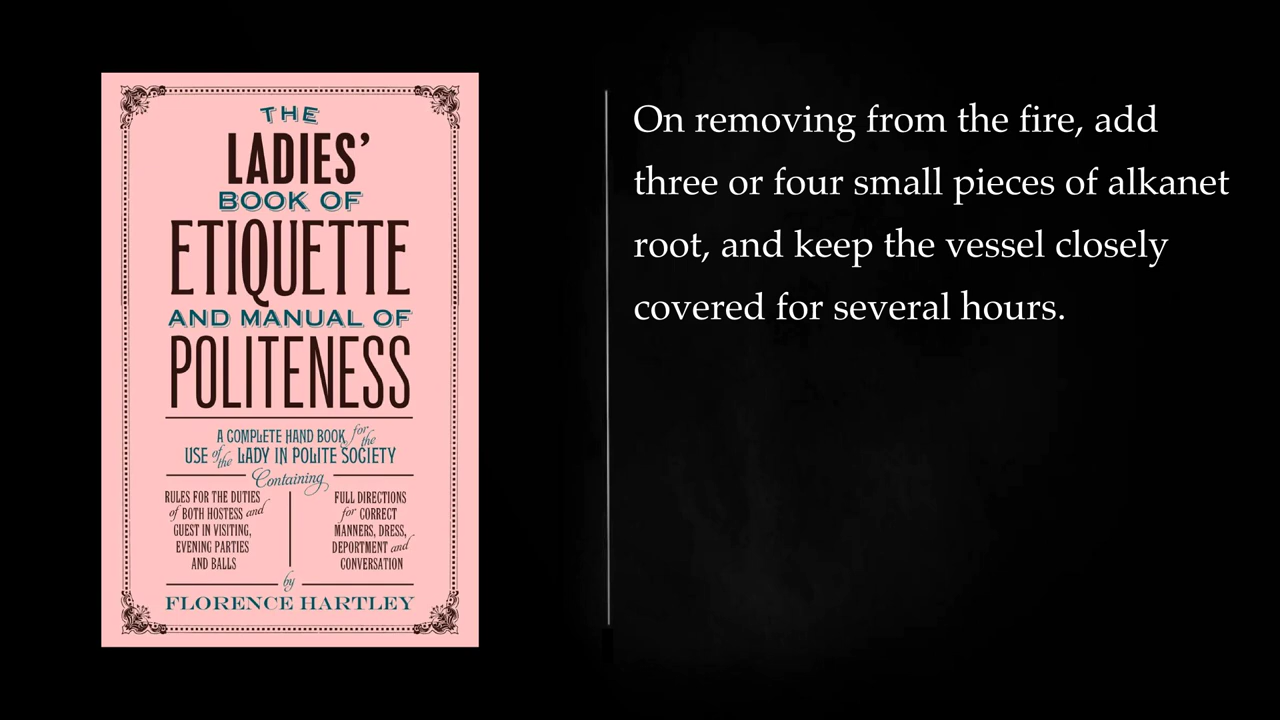 THE
LADIES'
BOOK OF
ETIQUETTE
AND MANUAL OF
POLITENESS
A COMPLETE HAND BOOK for the
USE of the LADY IN POLITE SOCIETY
Containing
RULES FOR THE DUTIES
of BOTH HOSTESS and
GUEST IN VISITING,
EVENING PARTIES
AND BALLS
FULL DIRECTIONS
for CORRECT
MANNERS, DRESS,
DEPORTMENT and
CONVERSATION
by
FLORENCE HARTLEY
On removing from the fire, add
three or four small pieces of alkanet
root, and keep the vessel closely
covered for several hours.